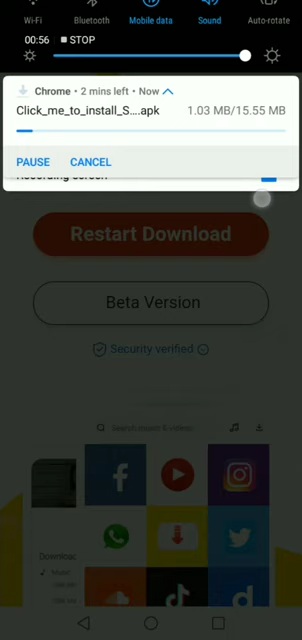 Wi-Fi Bluetooth Mobile data Sound Auto-rotate
00:56 STOP
Chrome • 2 mins left • Now
Click_me_to_install_S....apk 1.03 MB/15.55 MB
PAUSE CANCEL
Recording screen
Restart Download
Beta Version
Security verified
Search music & videos
Download
Music